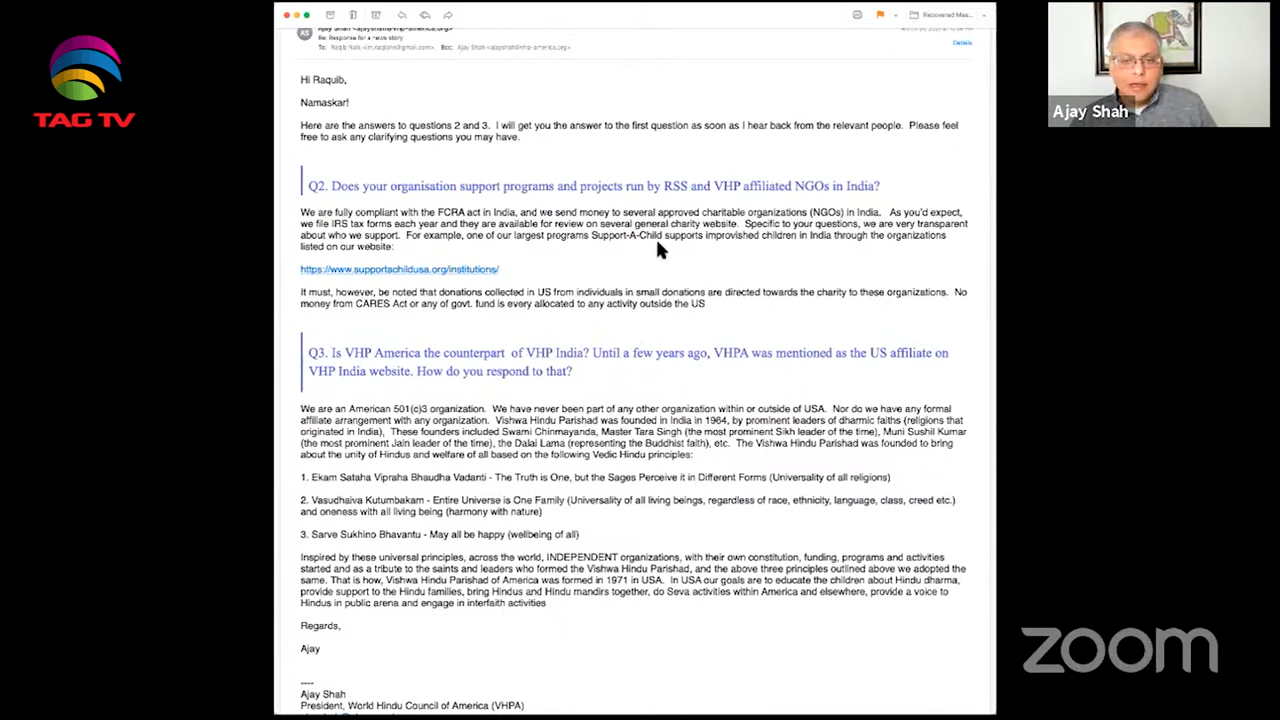 TAG TV
Recovered Mes...
AS
Ajay Shah <ajayshah@vhp-america.org>
Re: Response for a news story
Details
Hi Raquib,
Namaskar!
Here are the answers to questions 2 and 3. I will get you the answer to the first question as soon as I hear back from the relevant people. Please feel
free to ask any clarifying questions you may have.
Q2. Does your organisation support programs and projects run by RSS and VHP affiliated NGOs in India?
We are fully compliant with the FCRA act in India, and we send money to several approved charitable organizations (NGOs) in India. As you'd expect,
we file IRS tax forms each year and they are available for review on several general charity website. Specific to your questions, we are very transparent
about who we support. For example, one of our largest programs Support-A-Child supports improvished children in India through the organizations
listed on our website:
https://www.supportachildusa.org/institutions/
It must, however, be noted that donations collected in US from individuals in small donations are directed towards the charity to these organizations. No
money from CARES Act or any of govt. fund is every allocated to any activity outside the US
Q3. Is VHP America the counterpart of VHP India? Until a few years ago, VHPA was mentioned as the US affiliate on
VHP India website. How do you respond to that?
We are an American 501(c)3 organization. We have never been part of any other organization within or outside of USA. Nor do we have any formal
affiliate arrangement with any organization. Vishwa Hindu Parishad was founded in India in 1964, by prominent leaders of dharmic faiths (religions that
originated in India), These founders included Swami Chinmayanda, Master Tara Singh (the most prominent Sikh leader of the time), Muni Sushil Kumar
(the most prominent Jain leader of the time), the Dalai Lama (representing the Buddhist faith), etc. The Vishwa Hindu Parishad was founded to bring
about the unity of Hindus and welfare of all based on the following Vedic Hindu principles:
1. Ekam Sataha Vipraha Bhaudha Vadanti - The Truth is One, but the Sages Perceive it in Different Forms (Universality of all religions)
2. Vasudhaiva Kutumbakam - Entire Universe is One Family (Universality of all living beings, regardless of race, ethnicity, language, class, creed etc.)
and oneness with all living being (harmony with nature)
3. Sarve Sukhino Bhavantu - May all be happy (wellbeing of all)
Inspired by these universal principles, across the world, INDEPENDENT organizations, with their own constitution, funding, programs and activities
started and as a tribute to the saints and leaders who formed the Vishwa Hindu Parishad, and the above three principles outlined above we adopted the
same. That is how, Vishwa Hindu Parishad of America was formed in 1971 in USA. In USA our goals are to educate the children about Hindu dharma,
provide support to the Hindu families, bring Hindus and Hindu mandirs together, do Seva activities within America and elsewhere, provide a voice to
Hindus in public arena and engage in interfaith activities
Regards,
Ajay
----
Ajay Shah
President, World Hindu Council of America (VHPA)
Ajay Shah
zoom